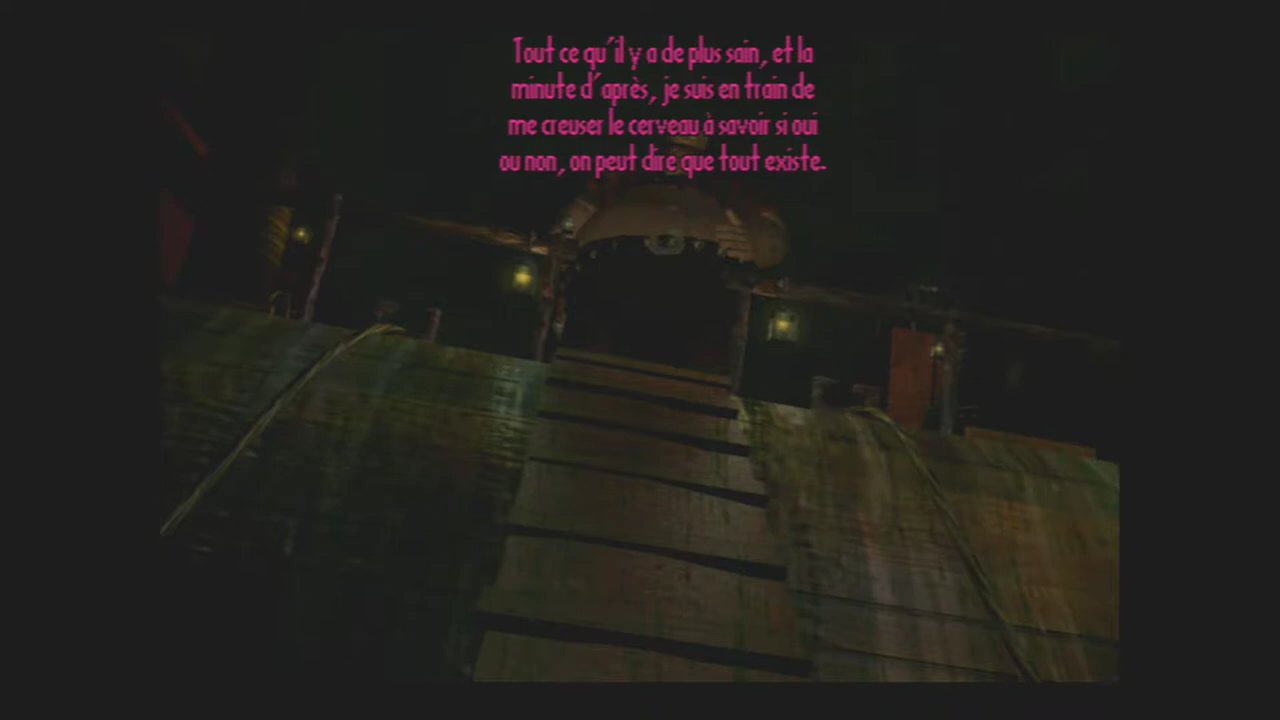 Tout ce qu'il y a de plus sain, et la
minute d'après, je suis en train de
me creuser le cerveau à savoir si oui
ou non, on peut dire que tout existe.